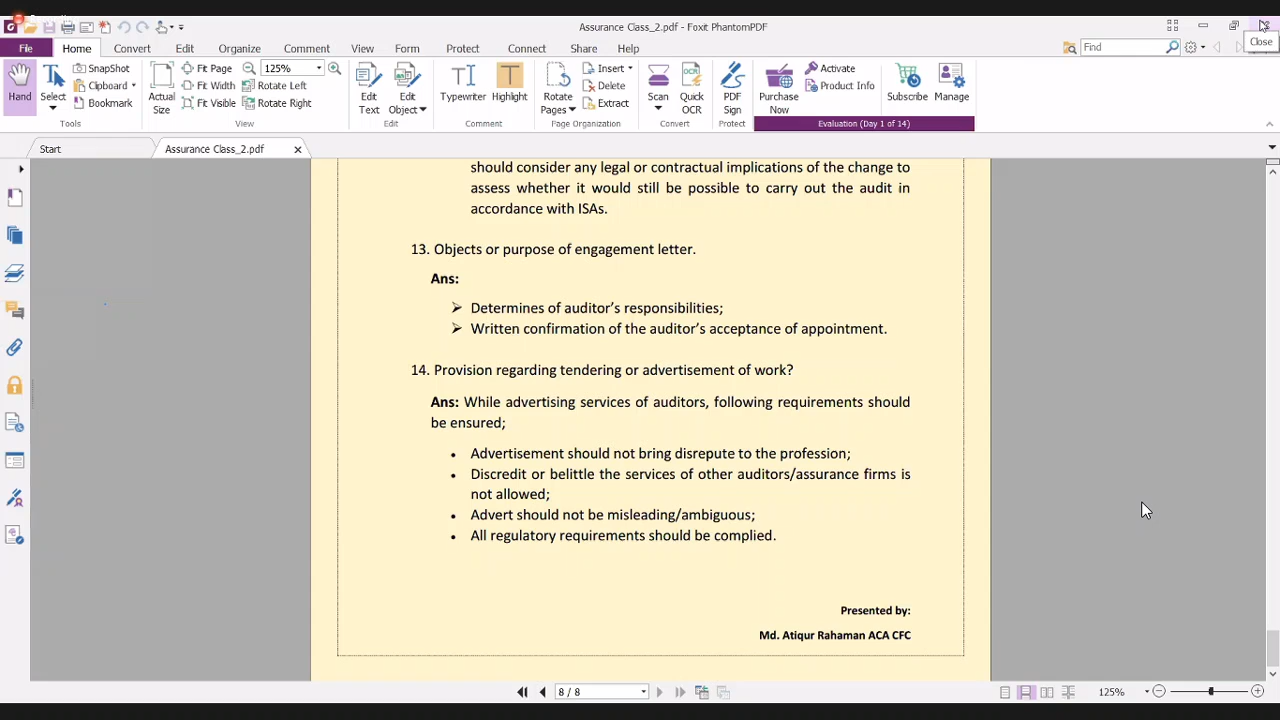 Assurance Class_2.pdf - Foxit PhantomPDF
Close
File Home Convert Edit Organize Comment View Form Protect Connect Share Help Find
Hand Select SnapShot Clipboard Bookmark Actual Size Fit Page Fit Width Fit Visible 125% Rotate Left Rotate Right Edit Text Edit Object Typewriter Highlight Rotate Pages Insert Delete Extract Scan Quick OCR PDF Sign Purchase Now Activate Product Info Subscribe Manage
Tools View Edit Comment Page Organization Convert Protect Evaluation (Day 1 of 14)
Start Assurance Class_2.pdf
should consider any legal or contractual implications of the change to
assess whether it would still be possible to carry out the audit in
accordance with ISAs.
13. Objects or purpose of engagement letter.
Ans:
➢ Determines of auditor's responsibilities;
➢ Written confirmation of the auditor's acceptance of appointment.
14. Provision regarding tendering or advertisement of work?
Ans: While advertising services of auditors, following requirements should
be ensured;
• Advertisement should not bring disrepute to the profession;
• Discredit or belittle the services of other auditors/assurance firms is
not allowed;
• Advert should not be misleading/ambiguous;
• All regulatory requirements should be complied.
Presented by:
Md. Atiqur Rahaman ACA CFC
8 / 8 125%